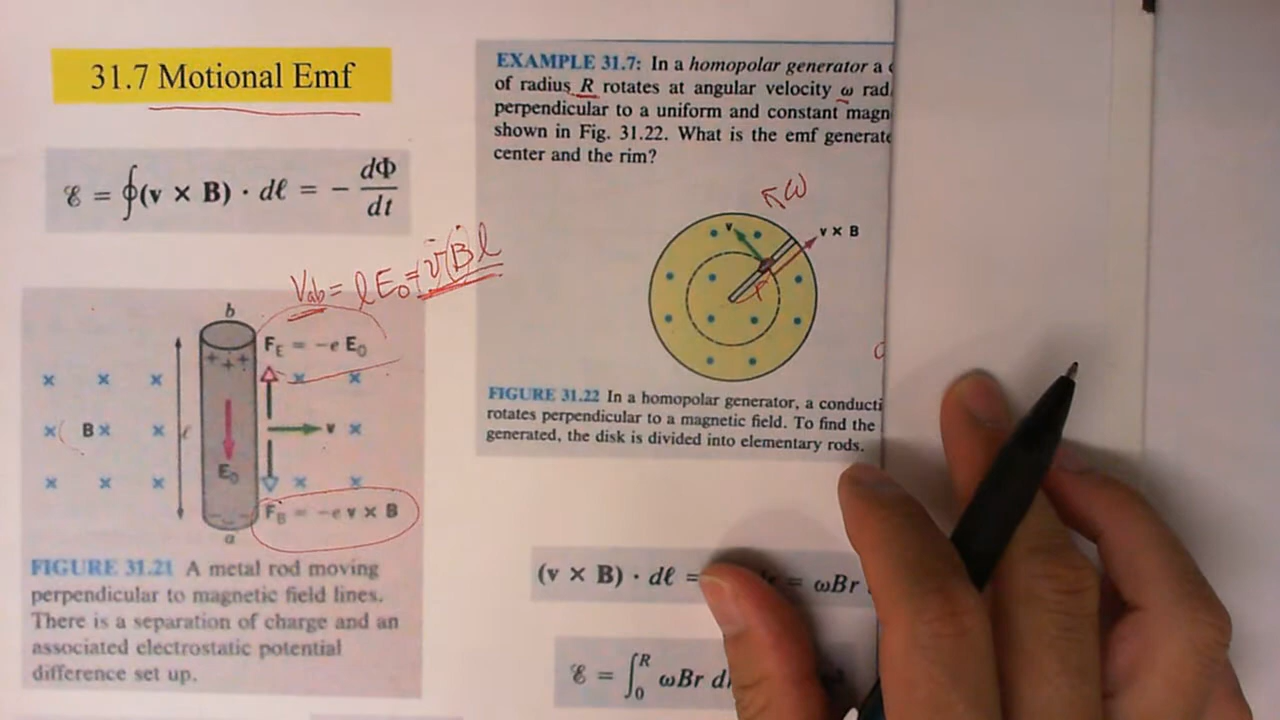 31.7 Motional Emf
ℰ = ∮(v × B) · dℓ = − dΦ/dt
V_ab = ℓE₀ = vBℓ
b
+ + +
F_E = −e E₀
B
ℓ
v
E₀
F_B = −e v × B
a
FIGURE 31.21 A metal rod moving
perpendicular to magnetic field lines.
There is a separation of charge and an
associated electrostatic potential
difference set up.
EXAMPLE 31.7: In a homopolar generator a
of radius R rotates at angular velocity ω rad
perpendicular to a uniform and constant magn
shown in Fig. 31.22. What is the emf generate
center and the rim?
ω
v
v × B
r
FIGURE 31.22 In a homopolar generator, a conducti
rotates perpendicular to a magnetic field. To find the
generated, the disk is divided into elementary rods.
(v × B) · dℓ = = ωBr
ℰ = ∫₀ᴿ ωBr dr